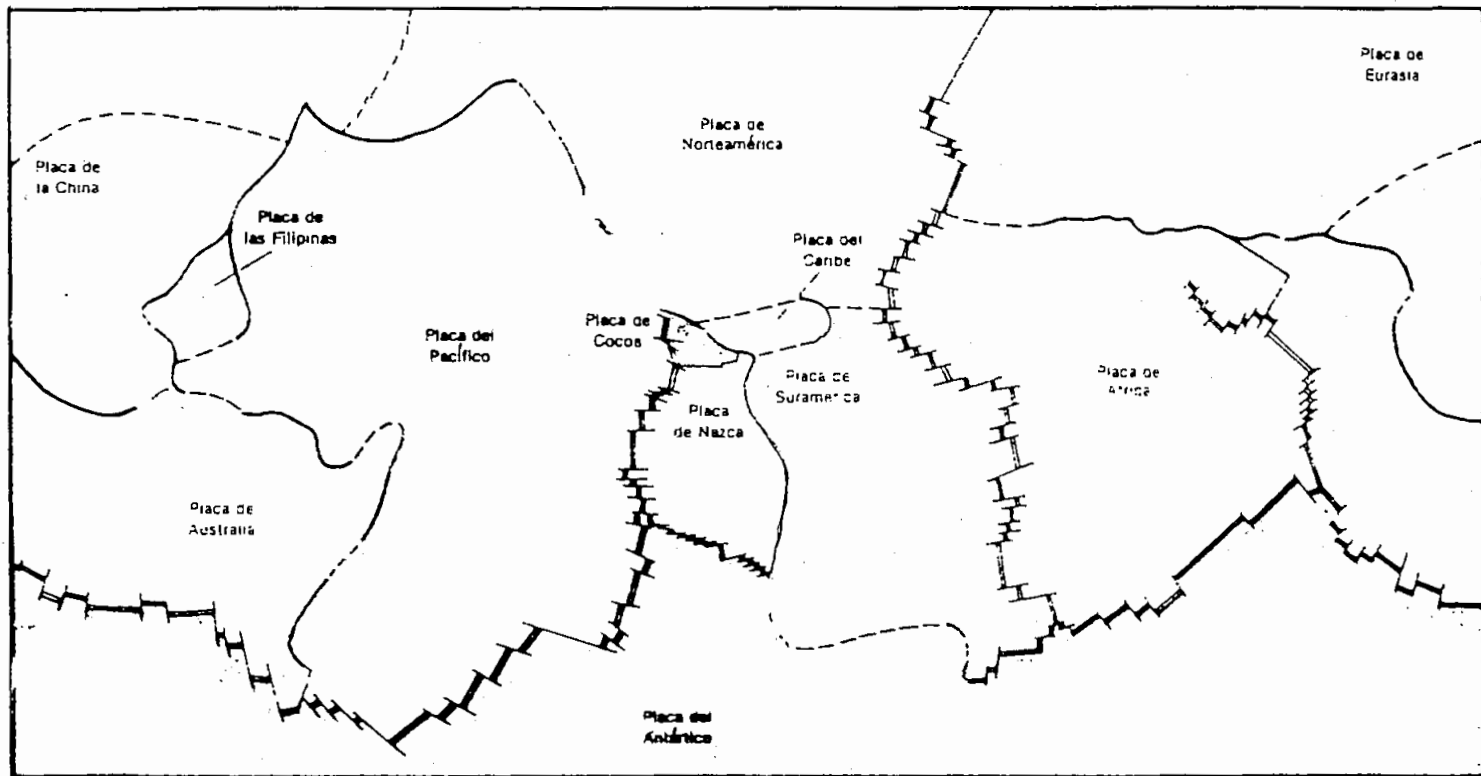 Placa de
Eurasia
Placa de
Norteamérica
Placa de
la China
Placa de
las Filipinas
Placa del
Caribe
Placa del
Pacífico
Placa de
Cocos
Placa de
Suramerica
Placa de
Africa
Placa
de Nazca
Placa de
Australia
Placa del
Antártico